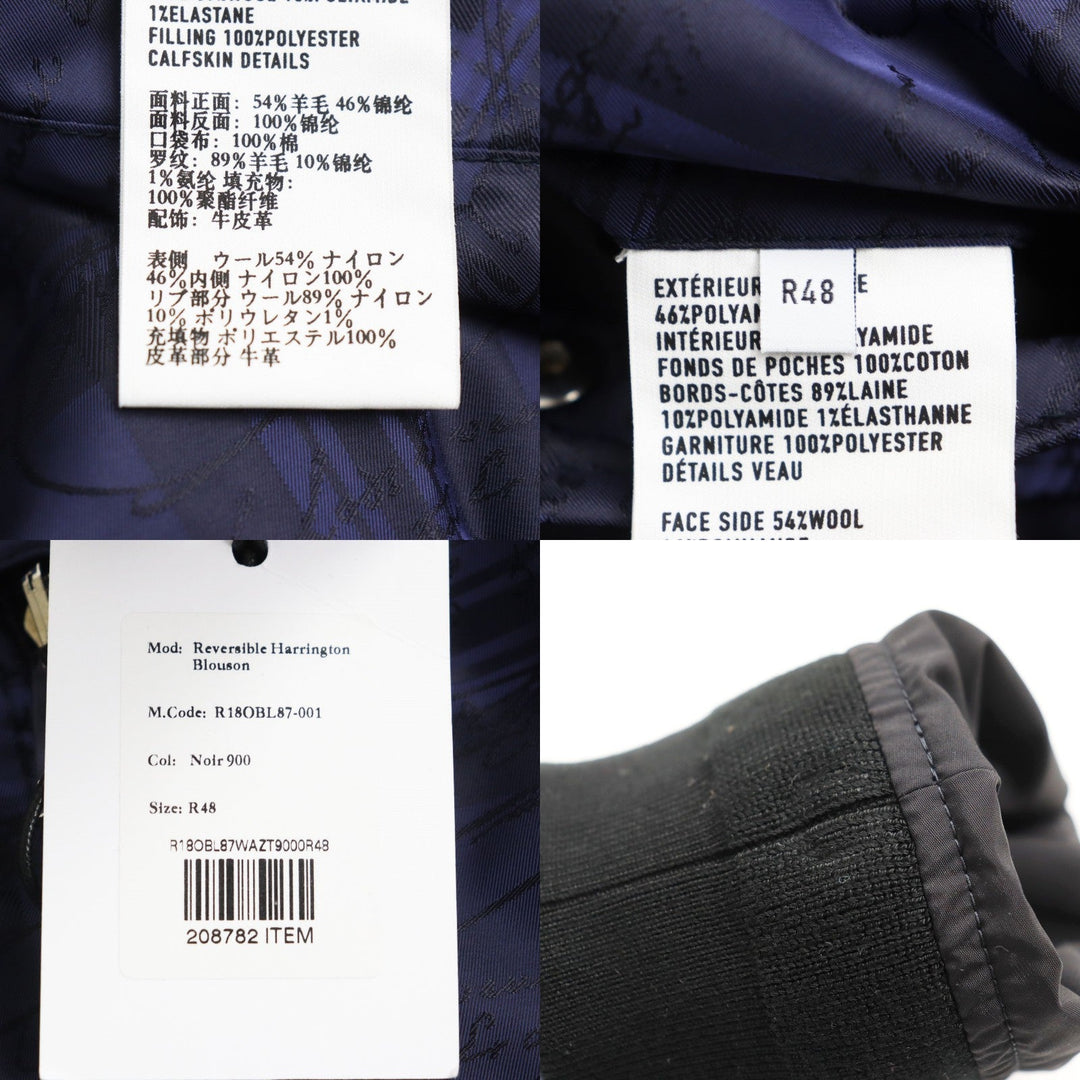 1%ELASTANE
FILLING 100%POLYESTER
CALFSKIN DETAILS
面料正面: 54%羊毛 46%锦纶
面料反面: 100%锦纶
口袋布: 100%棉
罗纹: 89%羊毛 10%锦纶
1%氨纶 填充物:
100%聚酯纤维
配饰: 牛皮革
表側 ウール54% ナイロン
46%内側 ナイロン100%
リブ部分 ウール89% ナイロン
10% ポリウレタン1%
充填物 ポリエステル100%
皮革部分 牛革
R48
EXTÉRIEUR E
46%POLYAM
INTÉRIEUR YAMIDE
FONDS DE POCHES 100%COTON
BORDS-CÔTES 89%LAINE
10%POLYAMIDE 1%ÉLASTHANNE
GARNITURE 100%POLYESTER
DÉTAILS VEAU
FACE SIDE 54%WOOL
Mod: Reversible Harrington
Blouson
M.Code: R18OBL87-001
Col: Noir 900
Size: R48
R18OBL87WAZT9000R48
208782 ITEM